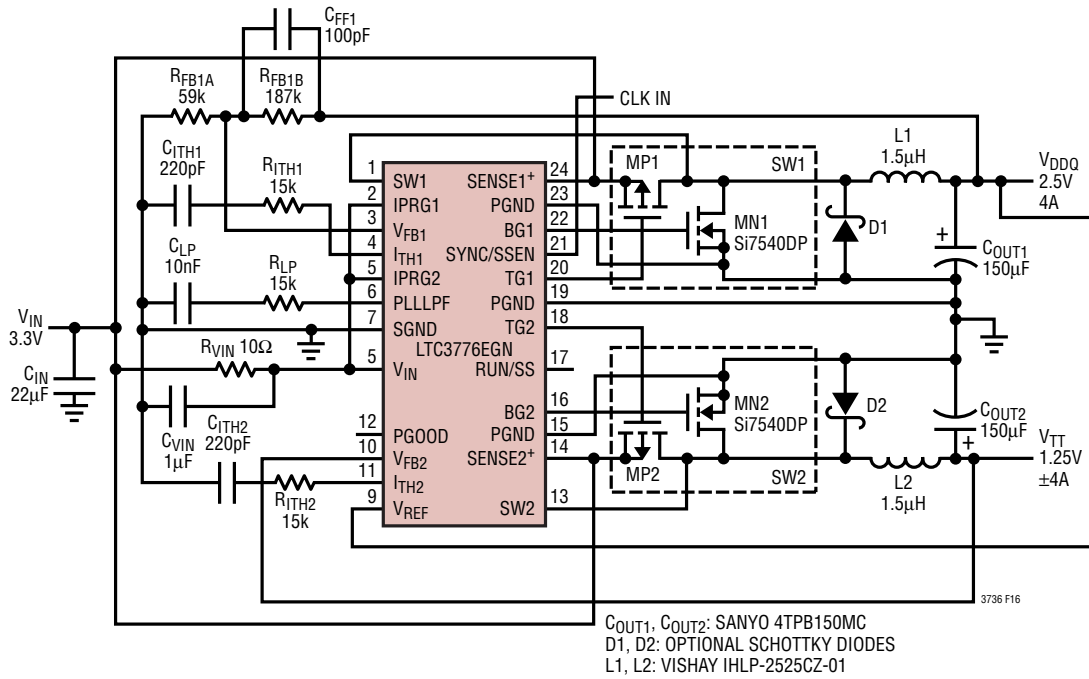 CFF1
100pF
RFB1A
59k
RFB1B
187k
CLK IN
CITH1
220pF
RITH1
15k
CLP
10nF
RLP
15k
VIN
3.3V
CIN
22µF
RVIN 10Ω
CVIN
1µF
CITH2
220pF
RITH2
15k
1 SW1
2 IPRG1
3 VFB1
4 ITH1
5 IPRG2
6 PLLLPF
7 SGND
LTC3776EGN
5 VIN
12 PGOOD
10 VFB2
11 ITH2
9 VREF
SENSE1+ 24
PGND 23
BG1 22
SYNC/SSEN 21
TG1 20
PGND 19
TG2 18
RUN/SS 17
BG2 16
PGND 15
SENSE2+ 14
SW2 13
MP1
SW1
MN1
Si7540DP
L1
1.5µH
D1
VDDQ
2.5V
4A
+
COUT1
150µF
MN2
Si7540DP
MP2
SW2
D2
L2
1.5µH
COUT2
150µF
+
VTT
1.25V
±4A
3736 F16
COUT1, COUT2: SANYO 4TPB150MC
D1, D2: OPTIONAL SCHOTTKY DIODES
L1, L2: VISHAY IHLP-2525CZ-01